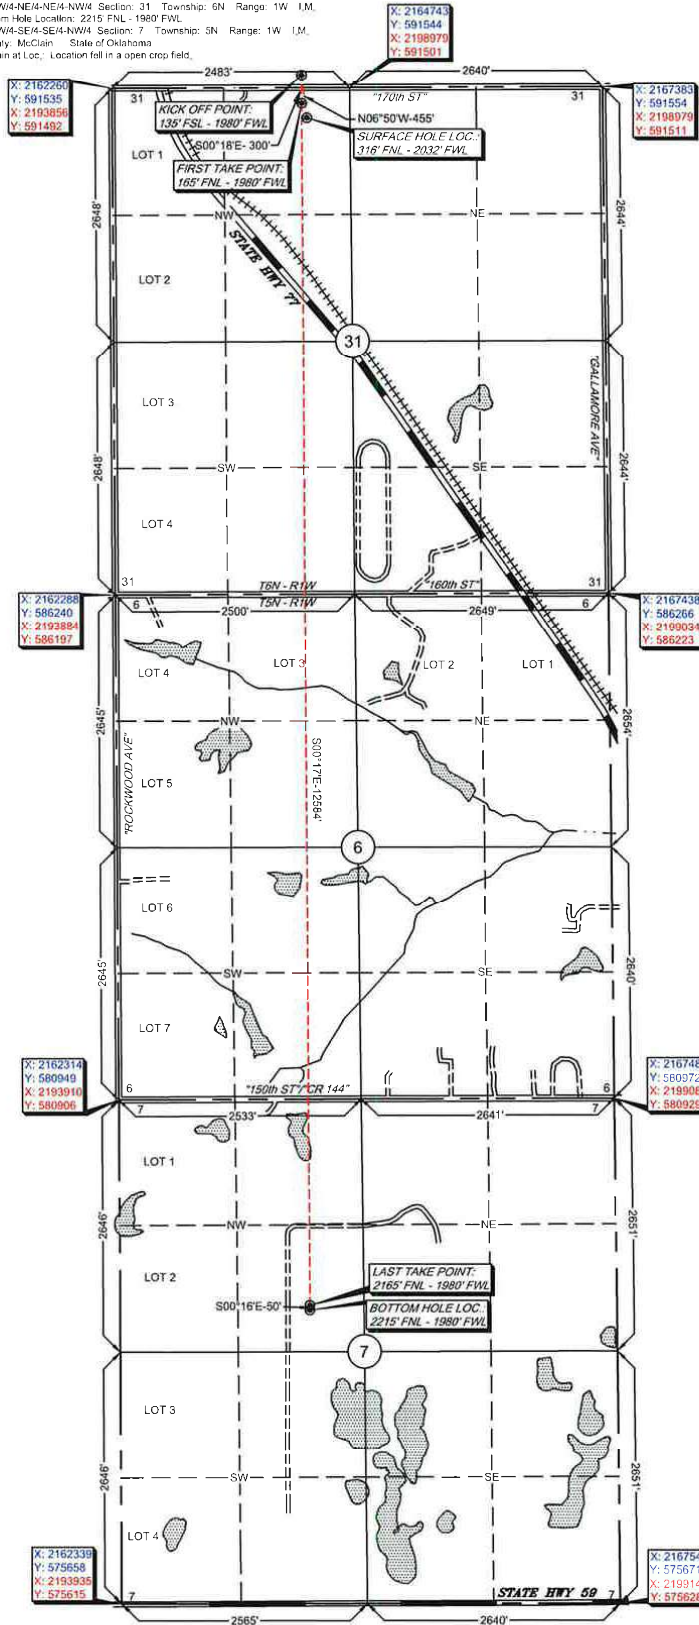 W/4-NE/4-NE/4-NW/4 Section: 31 Township: 6N Range: 1W I.M.
om Hole Location: 2215' FNL - 1980' FWL
W/4-SE/4-SE/4-NW/4 Section: 7 Township: 5N Range: 1W I.M.
ty: McClain State of Oklahoma
ain at Loc.: Location fell in a open crop field.
X: 2164743
Y: 591544
X: 2198979
Y: 591501
2483'
2640'
X: 2162260
Y: 591535
X: 2193856
Y: 591492
X: 2167383
Y: 591554
X: 2198979
Y: 591511
31
"170th ST"
31
KICK OFF POINT:
135' FSL - 1980' FWL
N06°50'W-455'
S00°18'E- 300'
SURFACE HOLE LOC.:
316' FNL - 2032' FWL
LOT 1
FIRST TAKE POINT:
165' FNL - 1980' FWL
2648'
NW
NE
2644'
STATE HWY 77
LOT 2
31
"GALLAMORE AVE"
LOT 3
2648'
SW
SE
2644'
LOT 4
31
T6N - R1W
"160th ST"
31
X: 2162288
Y: 586240
X: 2193884
Y: 586197
6
T5N - R1W
6
X: 2167438
Y: 586266
X: 2199034
Y: 586223
2500'
2649'
LOT 4
LOT 3
LOT 2
LOT 1
2645'
NW
NE
2654'
"ROCKWOOD AVE"
S00°17'E-12584'
LOT 5
6
LOT 6
2645'
SW
SE
2640'
LOT 7
X: 2162314
Y: 580949
X: 2193910
Y: 580906
6
"150th ST"/"CR 144"
6
X: 216748
Y: 580972
X: 219908
Y: 580929
7
2533'
2641'
7
LOT 1
2646'
NW
NE
2651'
LOT 2
LAST TAKE POINT:
2165' FNL - 1980' FWL
S00°16'E-50'
BOTTOM HOLE LOC.:
2215' FNL - 1980' FWL
7
LOT 3
2646'
SW
SE
2651'
LOT 4
X: 2162339
Y: 575658
X: 2193935
Y: 575615
7
STATE HWY 59
7
X: 216754
Y: 575671
X: 219914
Y: 575628
2565'
2640'